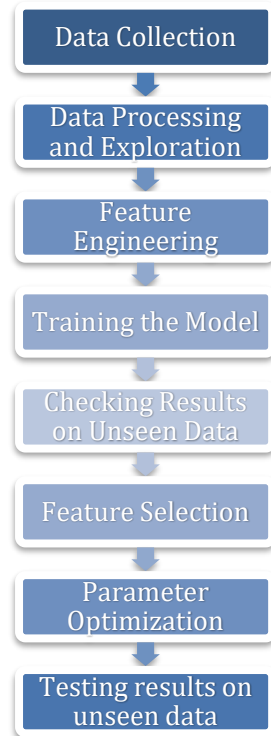 Data Collection
Data Processing
and Exploration
Feature
Engineering
Training the Model
Checking Results
on Unseen Data
Feature Selection
Parameter
Optimization
Testing results on
unseen data